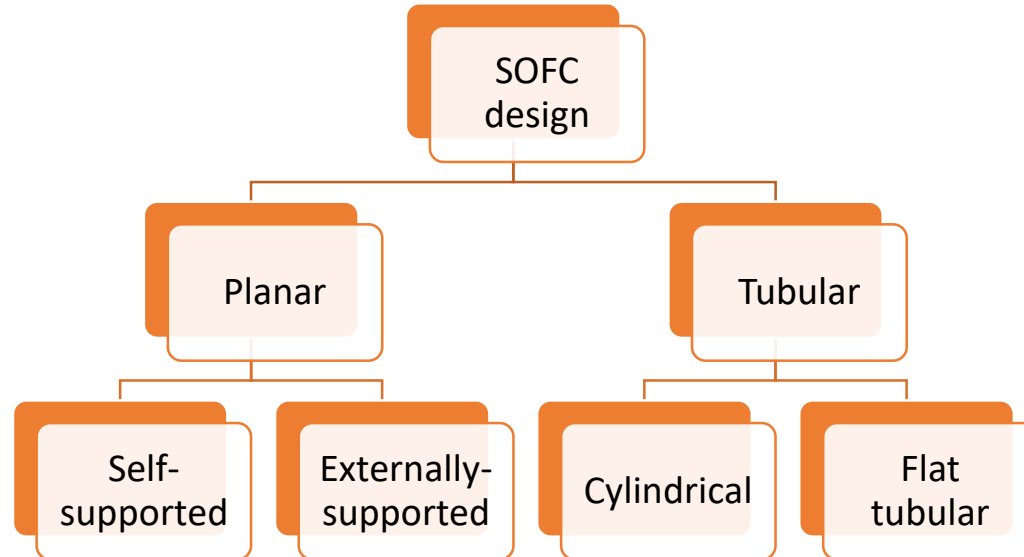 SOFC
design
Planar
Tubular
Self-
supported
Externally-
supported
Cylindrical
Flat
tubular